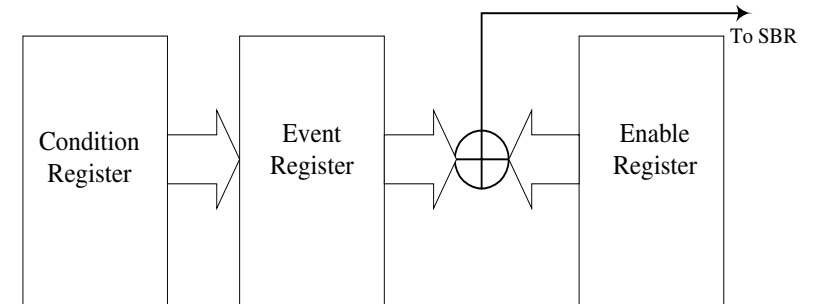 To SBR
Condition
Register
Event
Register
Enable
Register